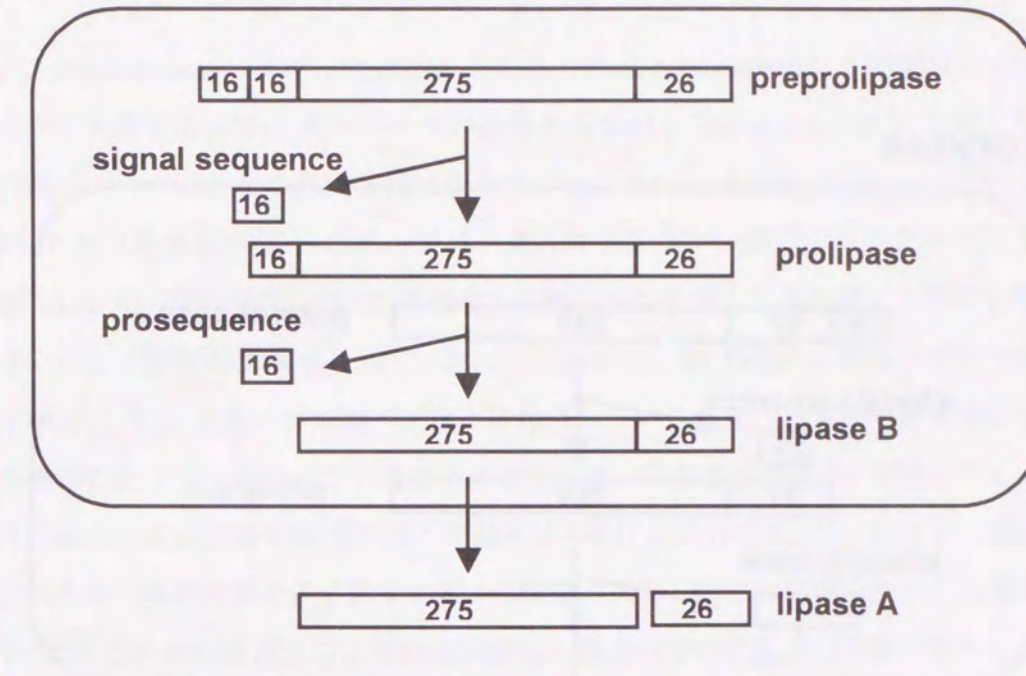 16 16 275 26 preprolipase
signal sequence
16
16 275 26 prolipase
prosequence
16
275 26 lipase B
275 26 lipase A